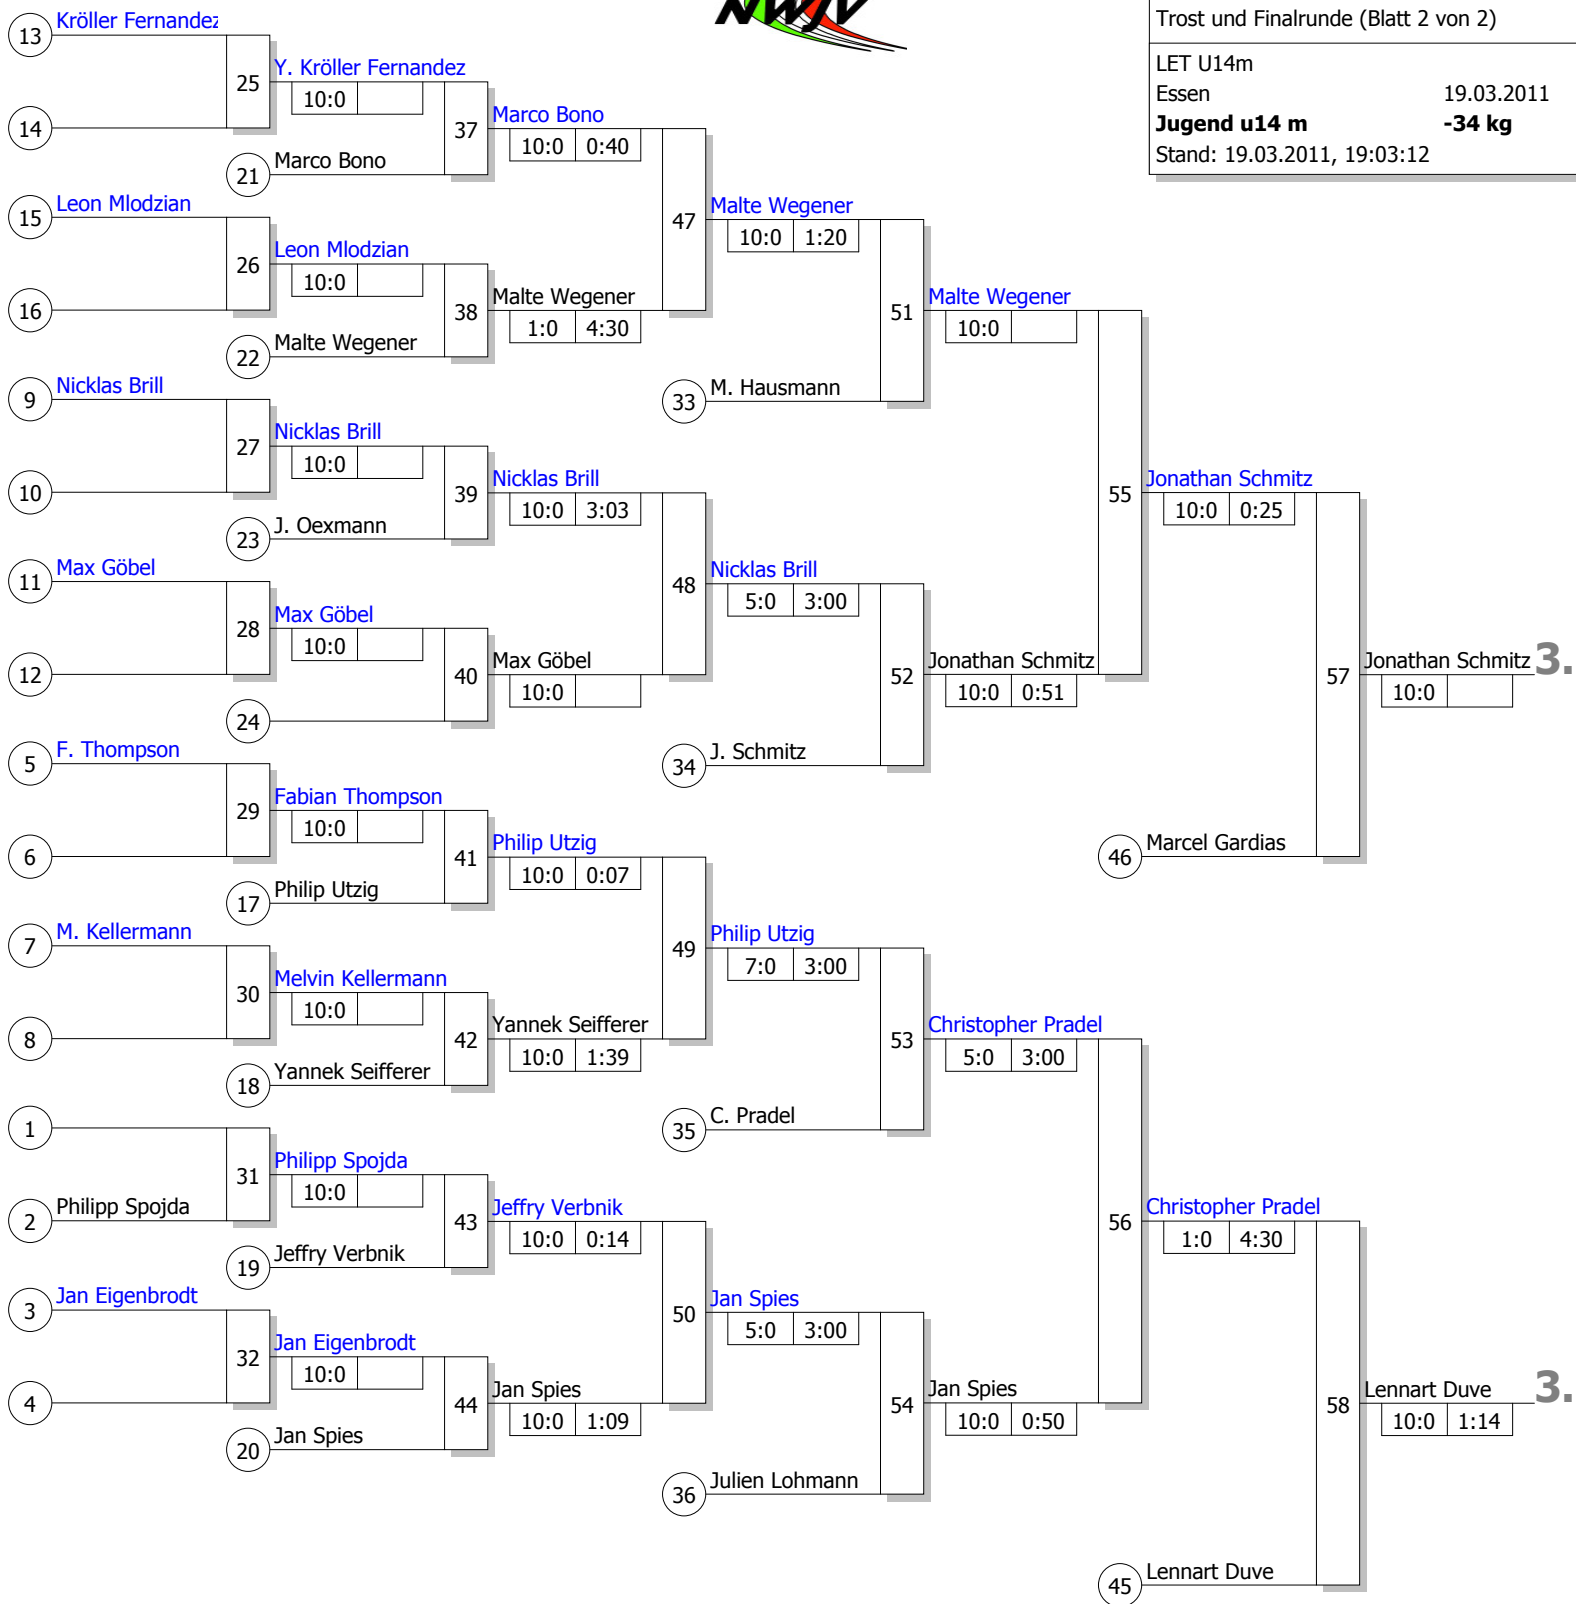 NWJV
Trost und Finalrunde (Blatt 2 von 2)
LET U14m
Essen 19.03.2011
Jugend u14 m -34 kg
Stand: 19.03.2011, 19:03:12
13 Kröller Fernandez
25 Y. Kröller Fernandez
10:0
14
37 Marco Bono
10:0 0:40
21 Marco Bono
15 Leon Mlodzian
47 Malte Wegener
10:0 1:20
26 Leon Mlodzian
10:0
16
38 Malte Wegener
1:0 4:30
22 Malte Wegener
51 Malte Wegener
10:0
33 M. Hausmann
9 Nicklas Brill
27 Nicklas Brill
10:0
10
39 Nicklas Brill
10:0 3:03
23 J. Oexmann
55 Jonathan Schmitz
10:0 0:25
11 Max Göbel
48 Nicklas Brill
5:0 3:00
28 Max Göbel
10:0
12
40 Max Göbel
10:0
24
52 Jonathan Schmitz
10:0 0:51
34 J. Schmitz
57 Jonathan Schmitz 3.
10:0
5 F. Thompson
29 Fabian Thompson
10:0
6
41 Philip Utzig
10:0 0:07
17 Philip Utzig
46 Marcel Gardias
7 M. Kellermann
49 Philip Utzig
7:0 3:00
30 Melvin Kellermann
10:0
8
42 Yannek Seifferer
10:0 1:39
18 Yannek Seifferer
53 Christopher Pradel
5:0 3:00
35 C. Pradel
1
31 Philipp Spojda
10:0
2 Philipp Spojda
43 Jeffry Verbnik
10:0 0:14
19 Jeffry Verbnik
56 Christopher Pradel
1:0 4:30
3 Jan Eigenbrodt
50 Jan Spies
5:0 3:00
32 Jan Eigenbrodt
10:0
4
44 Jan Spies
10:0 1:09
20 Jan Spies
54 Jan Spies
10:0 0:50
36 Julien Lohmann
58 Lennart Duve 3.
10:0 1:14
45 Lennart Duve